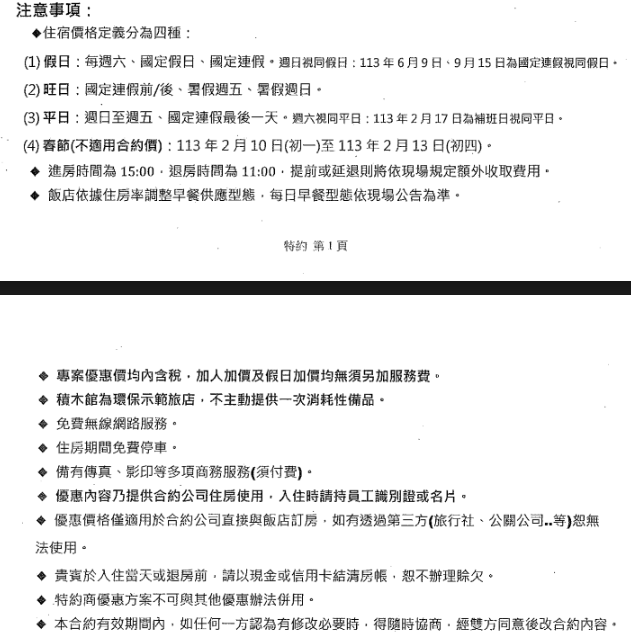 注意事項：
◆住宿價格定義分為四種：
(1) 假日：每週六、國定假日、國定連假。週日視同假日：113 年 6 月 9 日、9 月 15 日為國定連假視同假日。
(2) 旺日：國定連假前/後、暑假週五、暑假週日。
(3) 平日：週日至週五、國定連假最後一天。週六視同平日：113 年 2 月 17 日為補班日視同平日。
(4) 春節(不適用合約價)：113 年 2 月 10 日(初一)至 113 年 2 月 13 日(初四)。
◆ 進房時間為 15:00，退房時間為 11:00，提前或延退則將依現場規定額外收取費用。
◆ 飯店依據住房率調整早餐供應型態，每日早餐型態依現場公告為準。
特約 第 1 頁
◆ 專案優惠價均內含稅，加人加價及假日加價均無須另加服務費。
◆ 積木館為環保示範旅店，不主動提供一次消耗性備品。
◆ 免費無線網路服務。
◆ 住房期間免費停車。
◆ 備有傳真、影印等多項商務服務(須付費)。
◆ 優惠內容乃提供合約公司住房使用，入住時請持員工識別證或名片。
◆ 優惠價格僅適用於合約公司直接與飯店訂房，如有透過第三方(旅行社、公關公司..等)恕無
法使用。
◆ 貴賓於入住當天或退房前，請以現金或信用卡結清房帳，恕不辦理賒欠。
◆ 特約商優惠方案不可與其他優惠辦法併用。
◆ 本合約有效期間內，如任何一方認為有修改必要時，得隨時協商，經雙方同意後改合約內容。